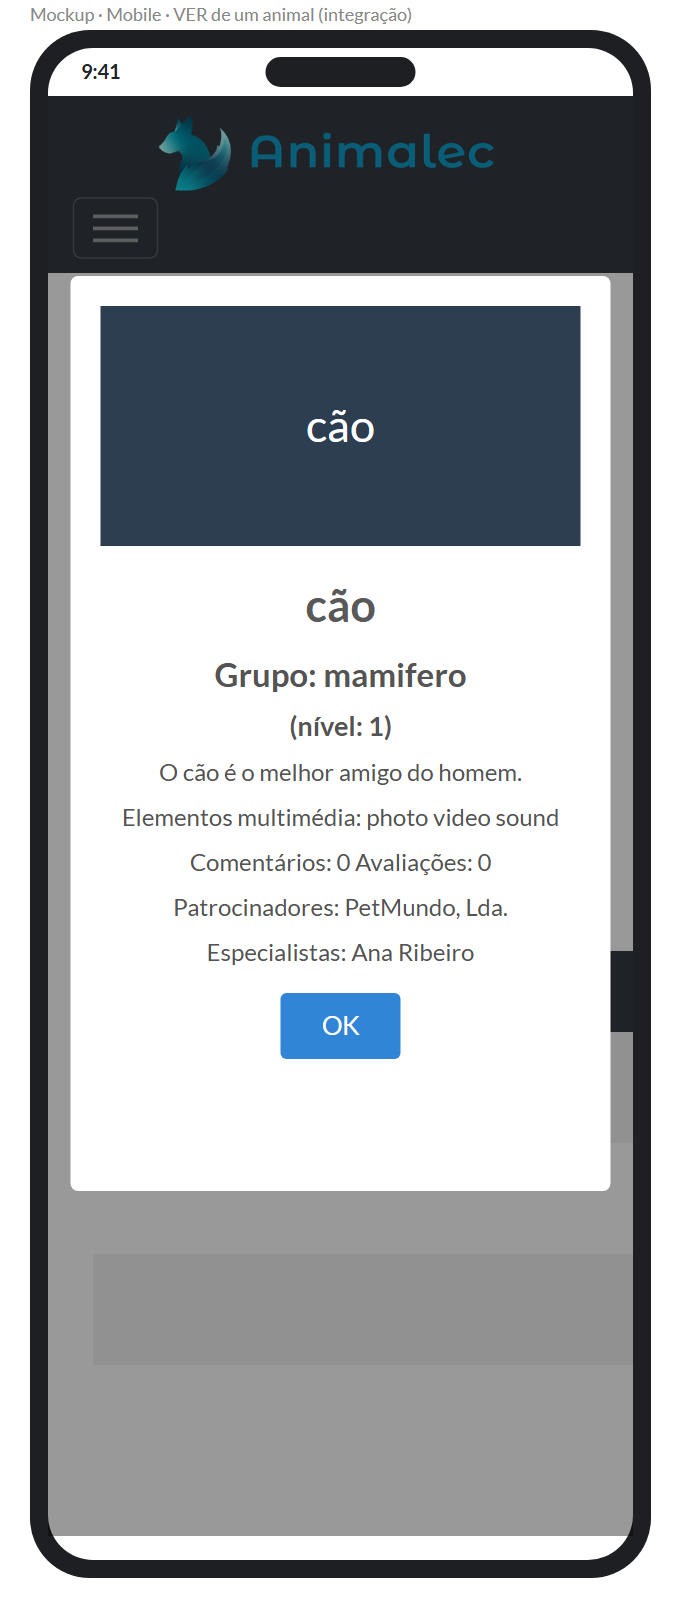 Mockup · Mobile · VER de um animal (integração)
9:41
Animalec
cão
cão
Grupo: mamifero
(nível: 1)
O cão é o melhor amigo do homem.
Elementos multimédia: photo video sound
Comentários: 0 Avaliações: 0
Patrocinadores: PetMundo, Lda.
Especialistas: Ana Ribeiro
OK